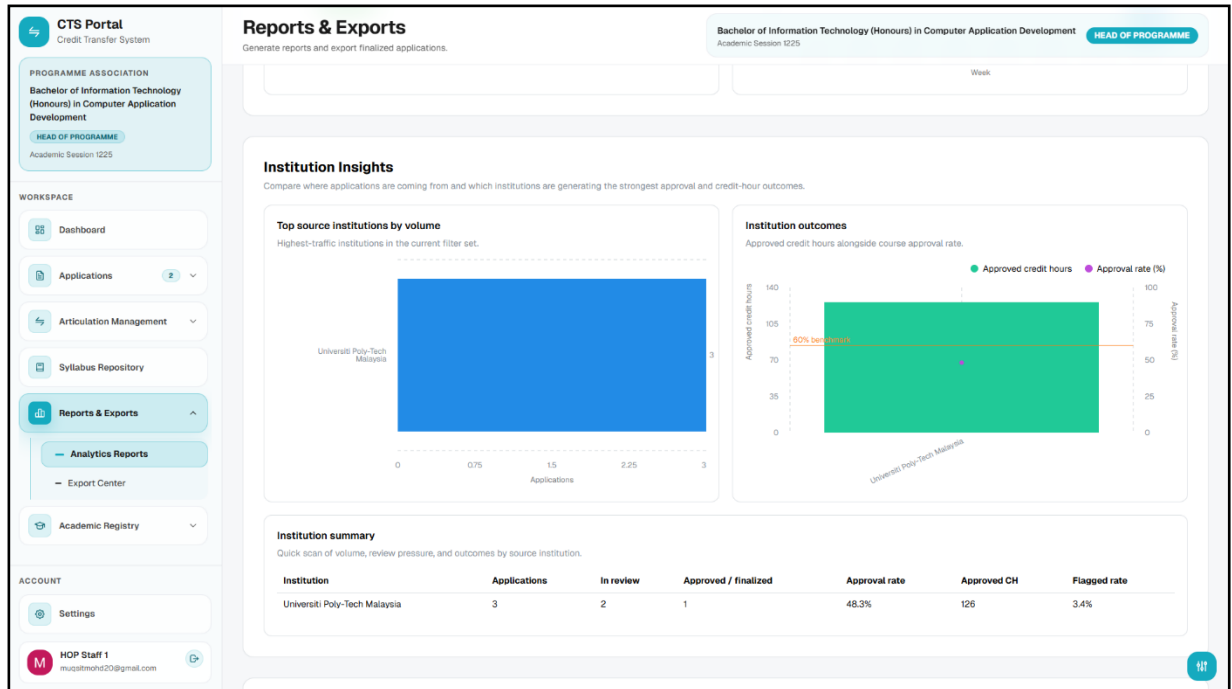 CTS Portal
Credit Transfer System
PROGRAMME ASSOCIATION
Bachelor of Information Technology
(Honours) in Computer Application
Development
HEAD OF PROGRAMME
Academic Session 1225
WORKSPACE
Dashboard
Applications 2
Articulation Management
Syllabus Repository
Reports & Exports
Analytics Reports
Export Center
Academic Registry
ACCOUNT
Settings
M
HOP Staff 1
muqsitmohd20@gmail.com
Reports & Exports
Generate reports and export finalized applications.
Bachelor of Information Technology (Honours) in Computer Application Development
Academic Session 1225
HEAD OF PROGRAMME
Week
Institution Insights
Compare where applications are coming from and which institutions are generating the strongest approval and credit-hour outcomes.
Top source institutions by volume
Highest-traffic institutions in the current filter set.
Universiti Poly-Tech
Malaysia
3
0 0.75 1.5 2.25 3
Applications
Institution outcomes
Approved credit hours alongside course approval rate.
Approved credit hours Approval rate (%)
Approved credit hours
140
105
70
35
0
60% benchmark
100
75
50
25
0
Approval rate (%)
Universiti Poly-Tech Malaysia
Institution summary
Quick scan of volume, review pressure, and outcomes by source institution.
Institution Applications In review Approved / finalized Approval rate Approved CH Flagged rate
Universiti Poly-Tech Malaysia 3 2 1 48.3% 126 3.4%